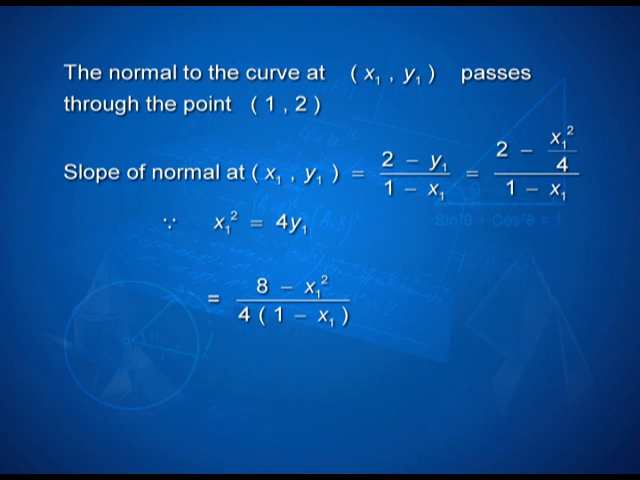 The normal to the curve at ( x₁ , y₁ ) passes
through the point ( 1 , 2 )
Slope of normal at ( x₁ , y₁ ) = (2 − y₁)/(1 − x₁) = (2 − x₁²/4)/(1 − x₁)
∵ x₁² = 4y₁
= (8 − x₁²)/(4 ( 1 − x₁ ))